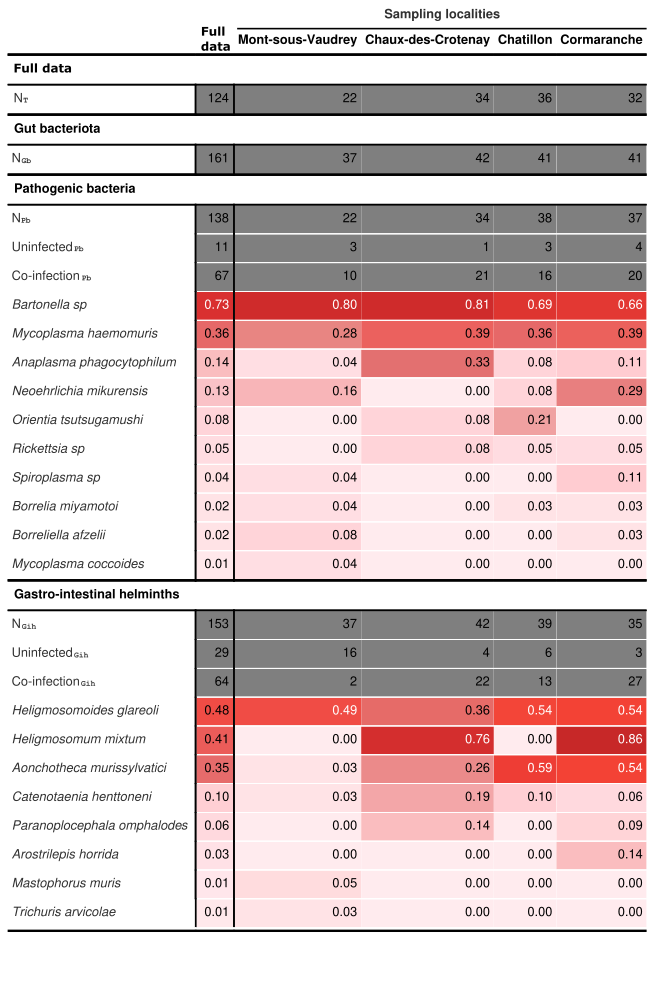 Sampling localities
Full data Mont-sous-Vaudrey Chaux-des-Crotenay Chatillon Cormaranche
Full data
NT 124 22 34 36 32
Gut bacteriota
NGb 161 37 42 41 41
Pathogenic bacteria
NPb 138 22 34 38 37
Uninfected Pb 11 3 1 3 4
Co-infection Pb 67 10 21 16 20
Bartonella sp 0.73 0.80 0.81 0.69 0.66
Mycoplasma haemomuris 0.36 0.28 0.39 0.36 0.39
Anaplasma phagocytophilum 0.14 0.04 0.33 0.08 0.11
Neoehrlichia mikurensis 0.13 0.16 0.00 0.08 0.29
Orientia tsutsugamushi 0.08 0.00 0.08 0.21 0.00
Rickettsia sp 0.05 0.00 0.08 0.05 0.05
Spiroplasma sp 0.04 0.04 0.00 0.00 0.11
Borrelia miyamotoi 0.02 0.04 0.00 0.03 0.03
Borreliella afzelii 0.02 0.08 0.00 0.00 0.03
Mycoplasma coccoides 0.01 0.04 0.00 0.00 0.00
Gastro-intestinal helminths
NGih 153 37 42 39 35
Uninfected Gih 29 16 4 6 3
Co-infection Gih 64 2 22 13 27
Heligmosomoides glareoli 0.48 0.49 0.36 0.54 0.54
Heligmosomum mixtum 0.41 0.00 0.76 0.00 0.86
Aonchotheca murissylvatici 0.35 0.03 0.26 0.59 0.54
Catenotaenia henttoneni 0.10 0.03 0.19 0.10 0.06
Paranoplocephala omphalodes 0.06 0.00 0.14 0.00 0.09
Arostrilepis horrida 0.03 0.00 0.00 0.00 0.14
Mastophorus muris 0.01 0.05 0.00 0.00 0.00
Trichuris arvicolae 0.01 0.03 0.00 0.00 0.00